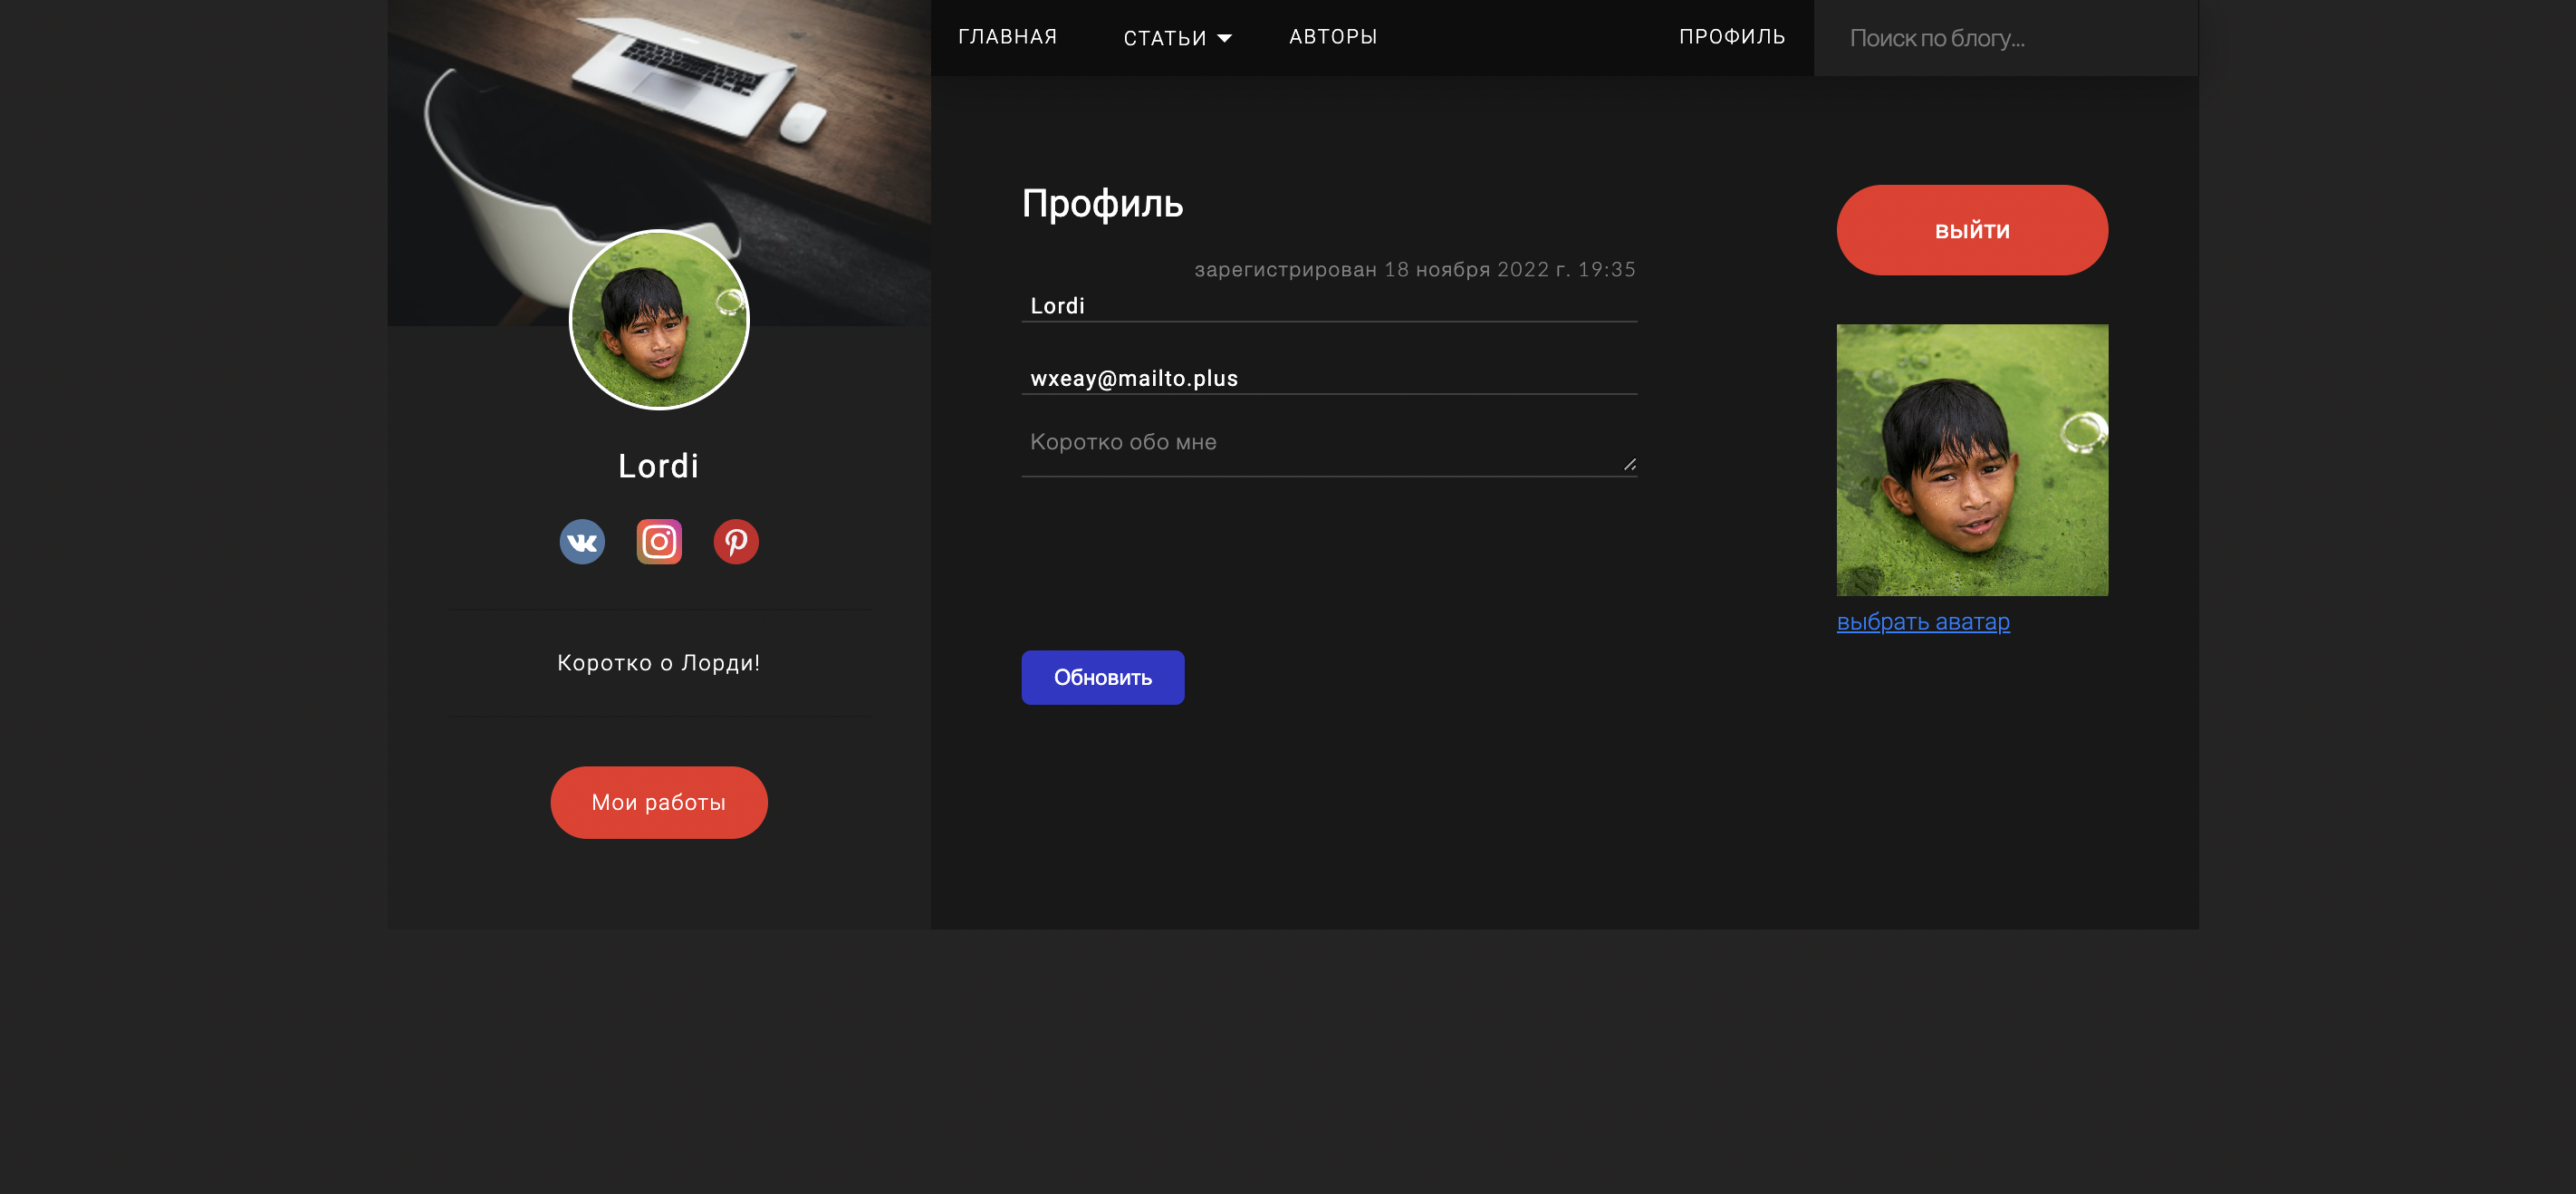 ГЛАВНАЯ
СТАТЬИ
АВТОРЫ
ПРОФИЛЬ
Поиск по блогу...
Lordi
Коротко о Лорди!
Мои работы
Профиль
зарегистрирован 18 ноября 2022 г. 19:35
Lordi
wxeay@mailto.plus
Коротко обо мне
Обновить
выйти
выбрать аватар